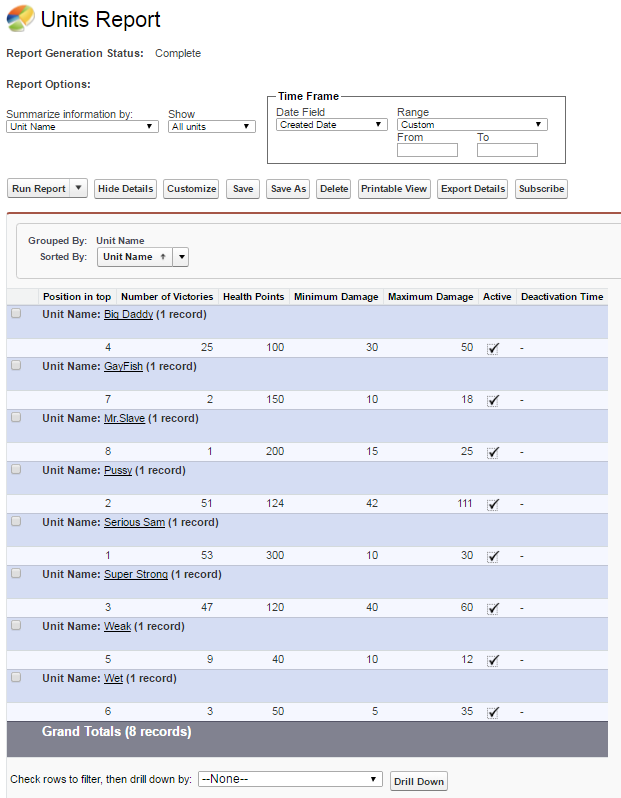 Units Report
Report Generation Status: Complete
Report Options:
Time Frame
Summarize information by: Show Date Field Range
Unit Name All units Created Date Custom
From To
Run Report Hide Details Customize Save Save As Delete Printable View Export Details Subscribe
Grouped By: Unit Name
Sorted By: Unit Name ↑
Position in top Number of Victories Health Points Minimum Damage Maximum Damage Active Deactivation Time
Unit Name: Big Daddy (1 record)
4 25 100 30 50 ✓ -
Unit Name: GayFish (1 record)
7 2 150 10 18 ✓ -
Unit Name: Mr.Slave (1 record)
8 1 200 15 25 ✓ -
Unit Name: Pussy (1 record)
2 51 124 42 111 ✓ -
Unit Name: Serious Sam (1 record)
1 53 300 10 30 ✓ -
Unit Name: Super Strong (1 record)
3 47 120 40 60 ✓ -
Unit Name: Weak (1 record)
5 9 40 10 12 ✓ -
Unit Name: Wet (1 record)
6 3 50 5 35 ✓ -
Grand Totals (8 records)
Check rows to filter, then drill down by: --None-- Drill Down